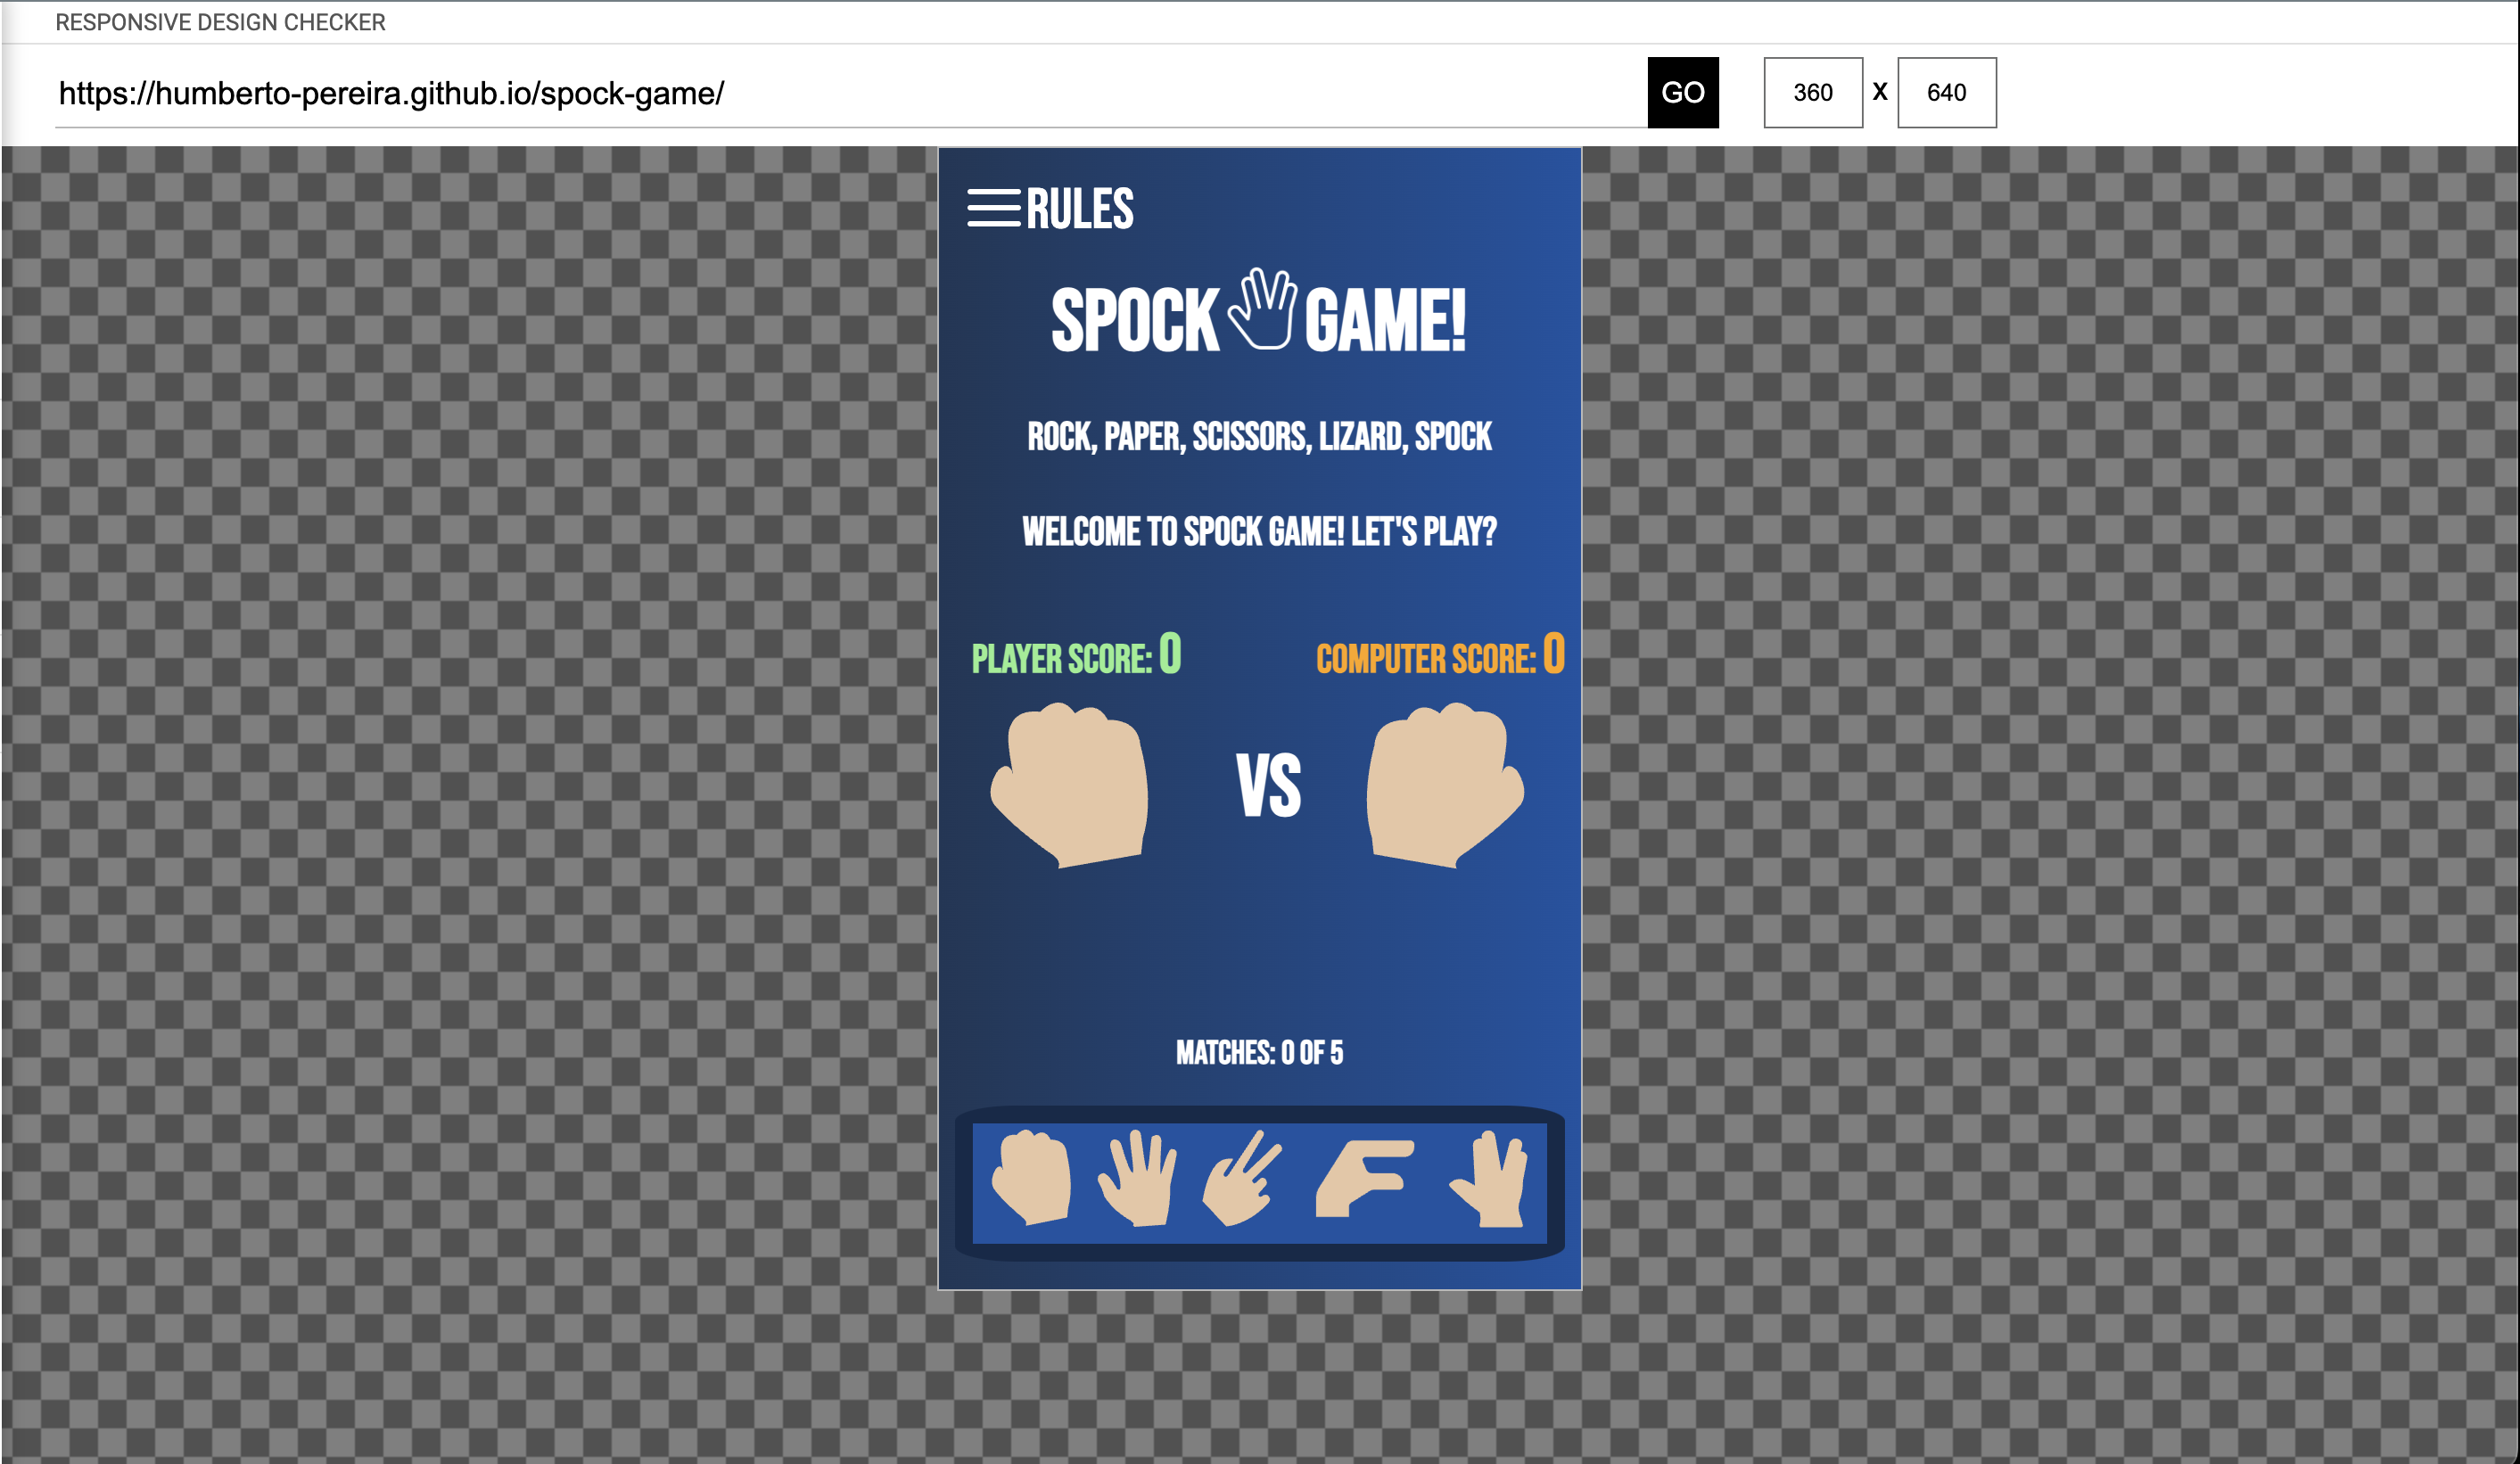 RESPONSIVE DESIGN CHECKER
https://humberto-pereira.github.io/spock-game/ GO 360 X 640
RULES
SPOCK GAME!
ROCK, PAPER, SCISSORS, LIZARD, SPOCK
WELCOME TO SPOCK GAME! LET'S PLAY?
PLAYER SCORE: 0 COMPUTER SCORE: 0
VS
MATCHES: 0 OF 5